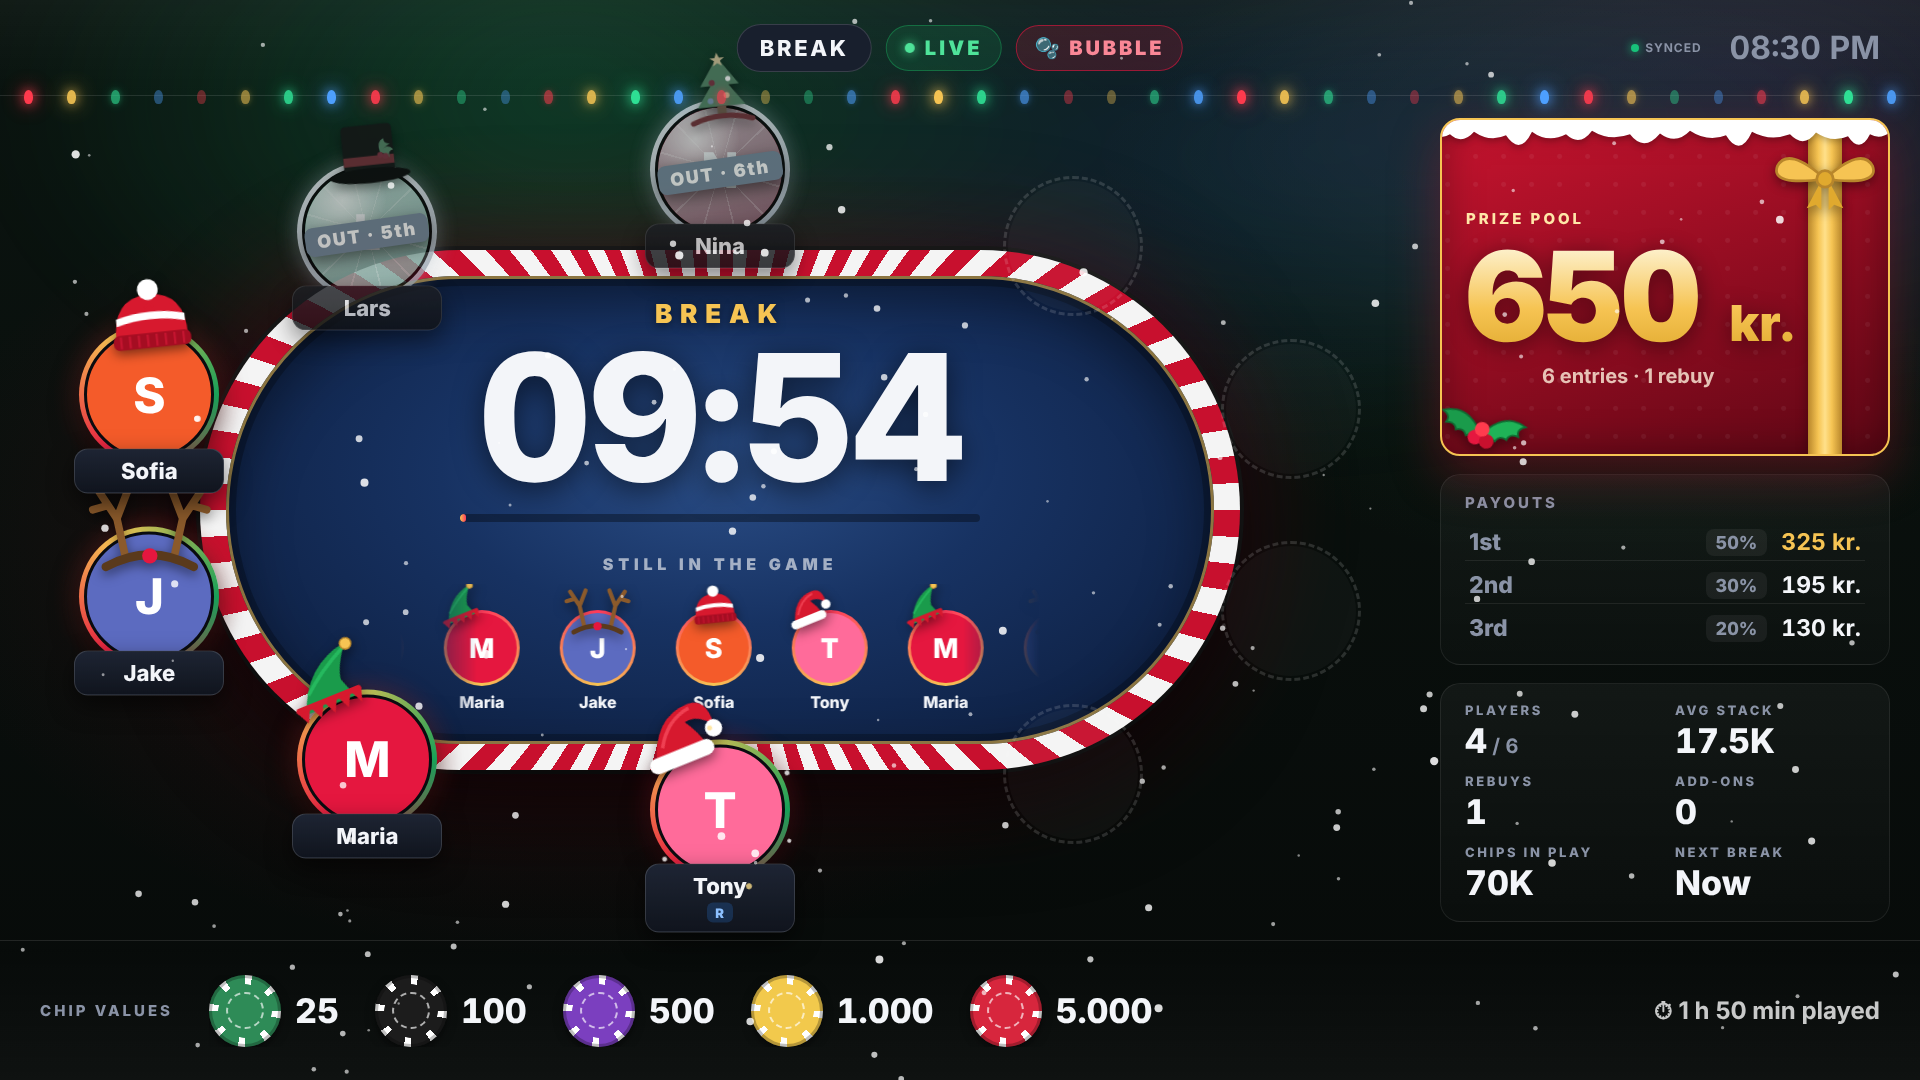 BREAK
LIVE
BUBBLE
SYNCED
08:30 PM
OUT · 6th
Nina
OUT · 5th
Lars
S
Sofia
J
Jake
M
Maria
T
Tony
R
BREAK
09:54
STILL IN THE GAME
M
J
S
T
M
Maria
Jake
Sofia
Tony
Maria
PRIZE POOL
650 kr.
6 entries · 1 rebuy
PAYOUTS
1st 50% 325 kr.
2nd 30% 195 kr.
3rd 20% 130 kr.
PLAYERS
4 / 6
AVG STACK
17.5K
REBUYS
1
ADD-ONS
0
CHIPS IN PLAY
70K
NEXT BREAK
Now
CHIP VALUES
25
100
500
1.000
5.000
1 h 50 min played